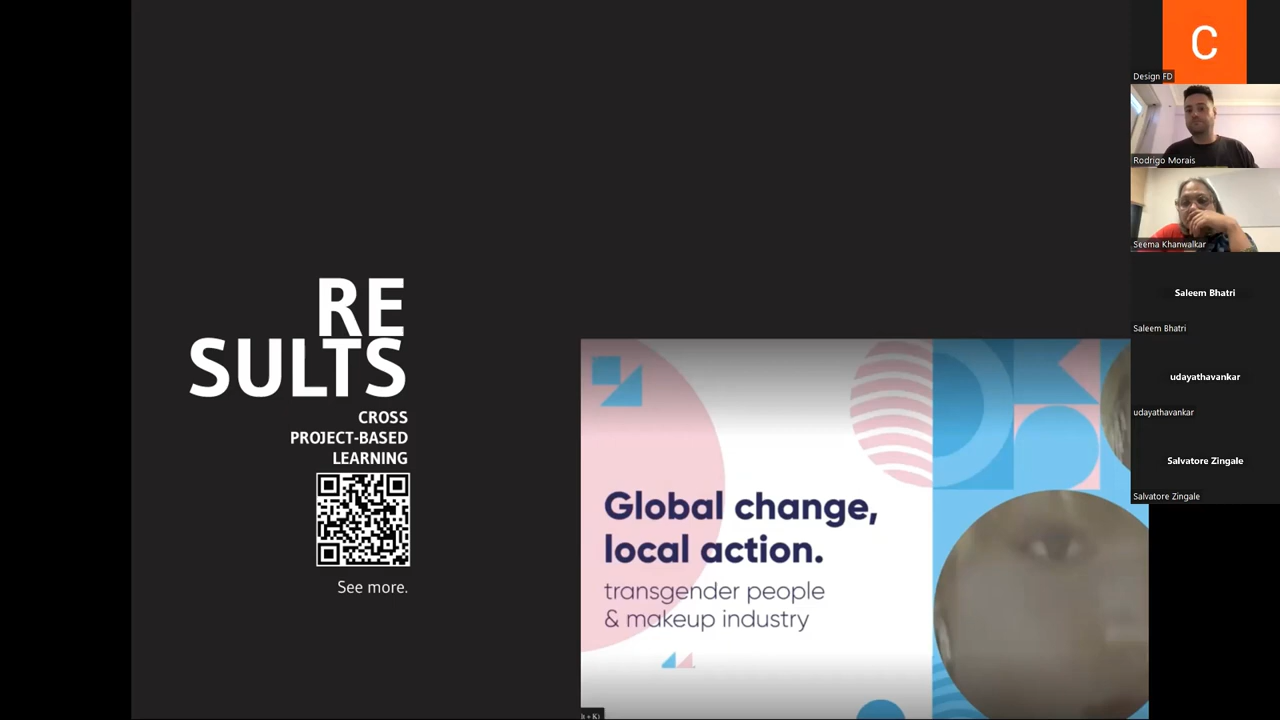 RE
SULTS
CROSS
PROJECT-BASED
LEARNING
See more.
Global change,
local action.
transgender people
& makeup industry
C
Design FD
Rodrigo Morais
Seema Khanwalkar
Saleem Bhatri
Saleem Bhatri
udayathavankar
udayathavankar
Salvatore Zingale
Salvatore Zingale